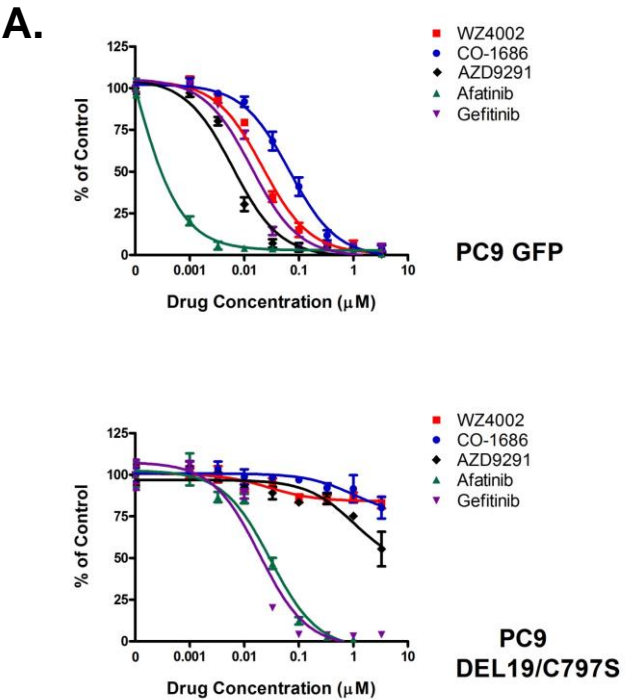 A.
125
100
75
50
25
0
% of Control
0 0.001 0.01 0.1 1 10
Drug Concentration (μM)
WZ4002
CO-1686
AZD9291
Afatinib
Gefitinib
PC9 GFP
125
100
75
50
25
0
% of Control
0 0.001 0.01 0.1 1 10
Drug Concentration (μM)
WZ4002
CO-1686
AZD9291
Afatinib
Gefitinib
PC9
DEL19/C797S